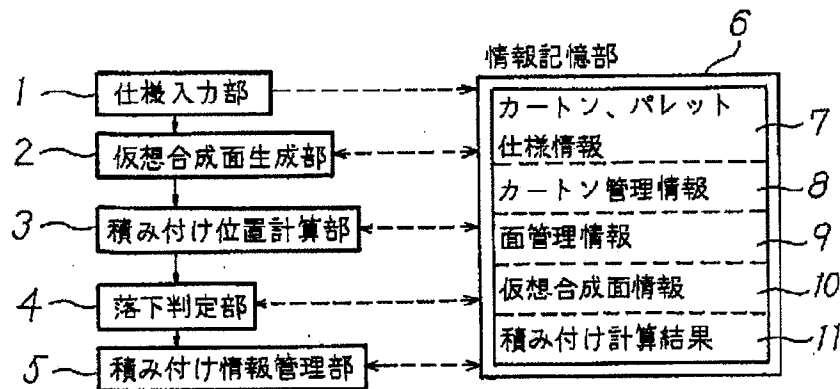 6
情報記憶部
1 仕様入力部
2 仮想合成面生成部
3 積み付け位置計算部
4 落下判定部
5 積み付け情報管理部
カートン、パレット
仕様情報 7
カートン管理情報 8
面管理情報 9
仮想合成面情報 10
積み付け計算結果 11